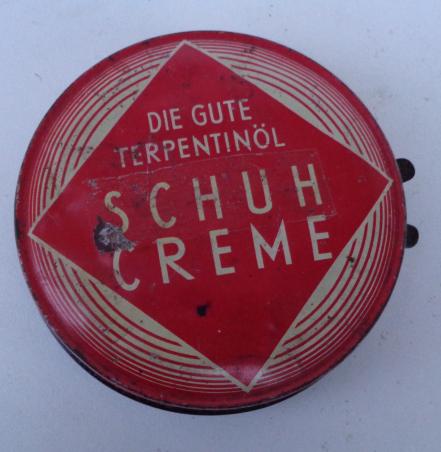 DIE GUTE
TERPENTINÖL
SCHUH
CREME